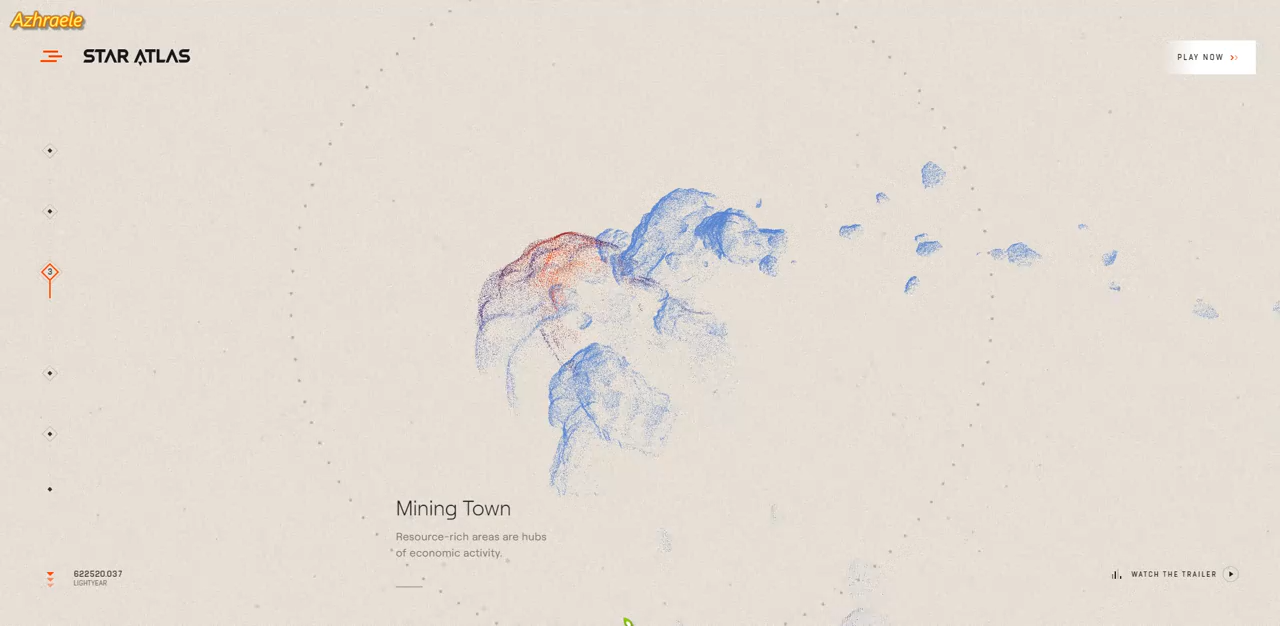 Azhraele
STAR ATLAS
PLAY NOW
3
Mining Town
Resource-rich areas are hubs
of economic activity.
622520.037
LIGHTYEAR
WATCH THE TRAILER